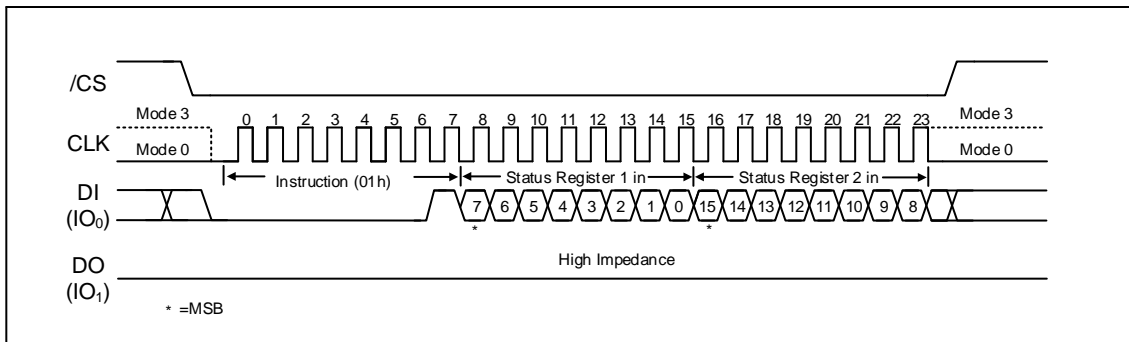 /CS
Mode 3 Mode 3
0 1 2 3 4 5 6 7 8 9 10 11 12 13 14 15 16 17 18 19 20 21 22 23
CLK
Mode 0 Mode 0
Instruction (01h) Status Register 1 in Status Register 2 in
DI
(IO0)
7 6 5 4 3 2 1 0 15 14 13 12 11 10 9 8
* *
High Impedance
DO
(IO1)
* =MSB